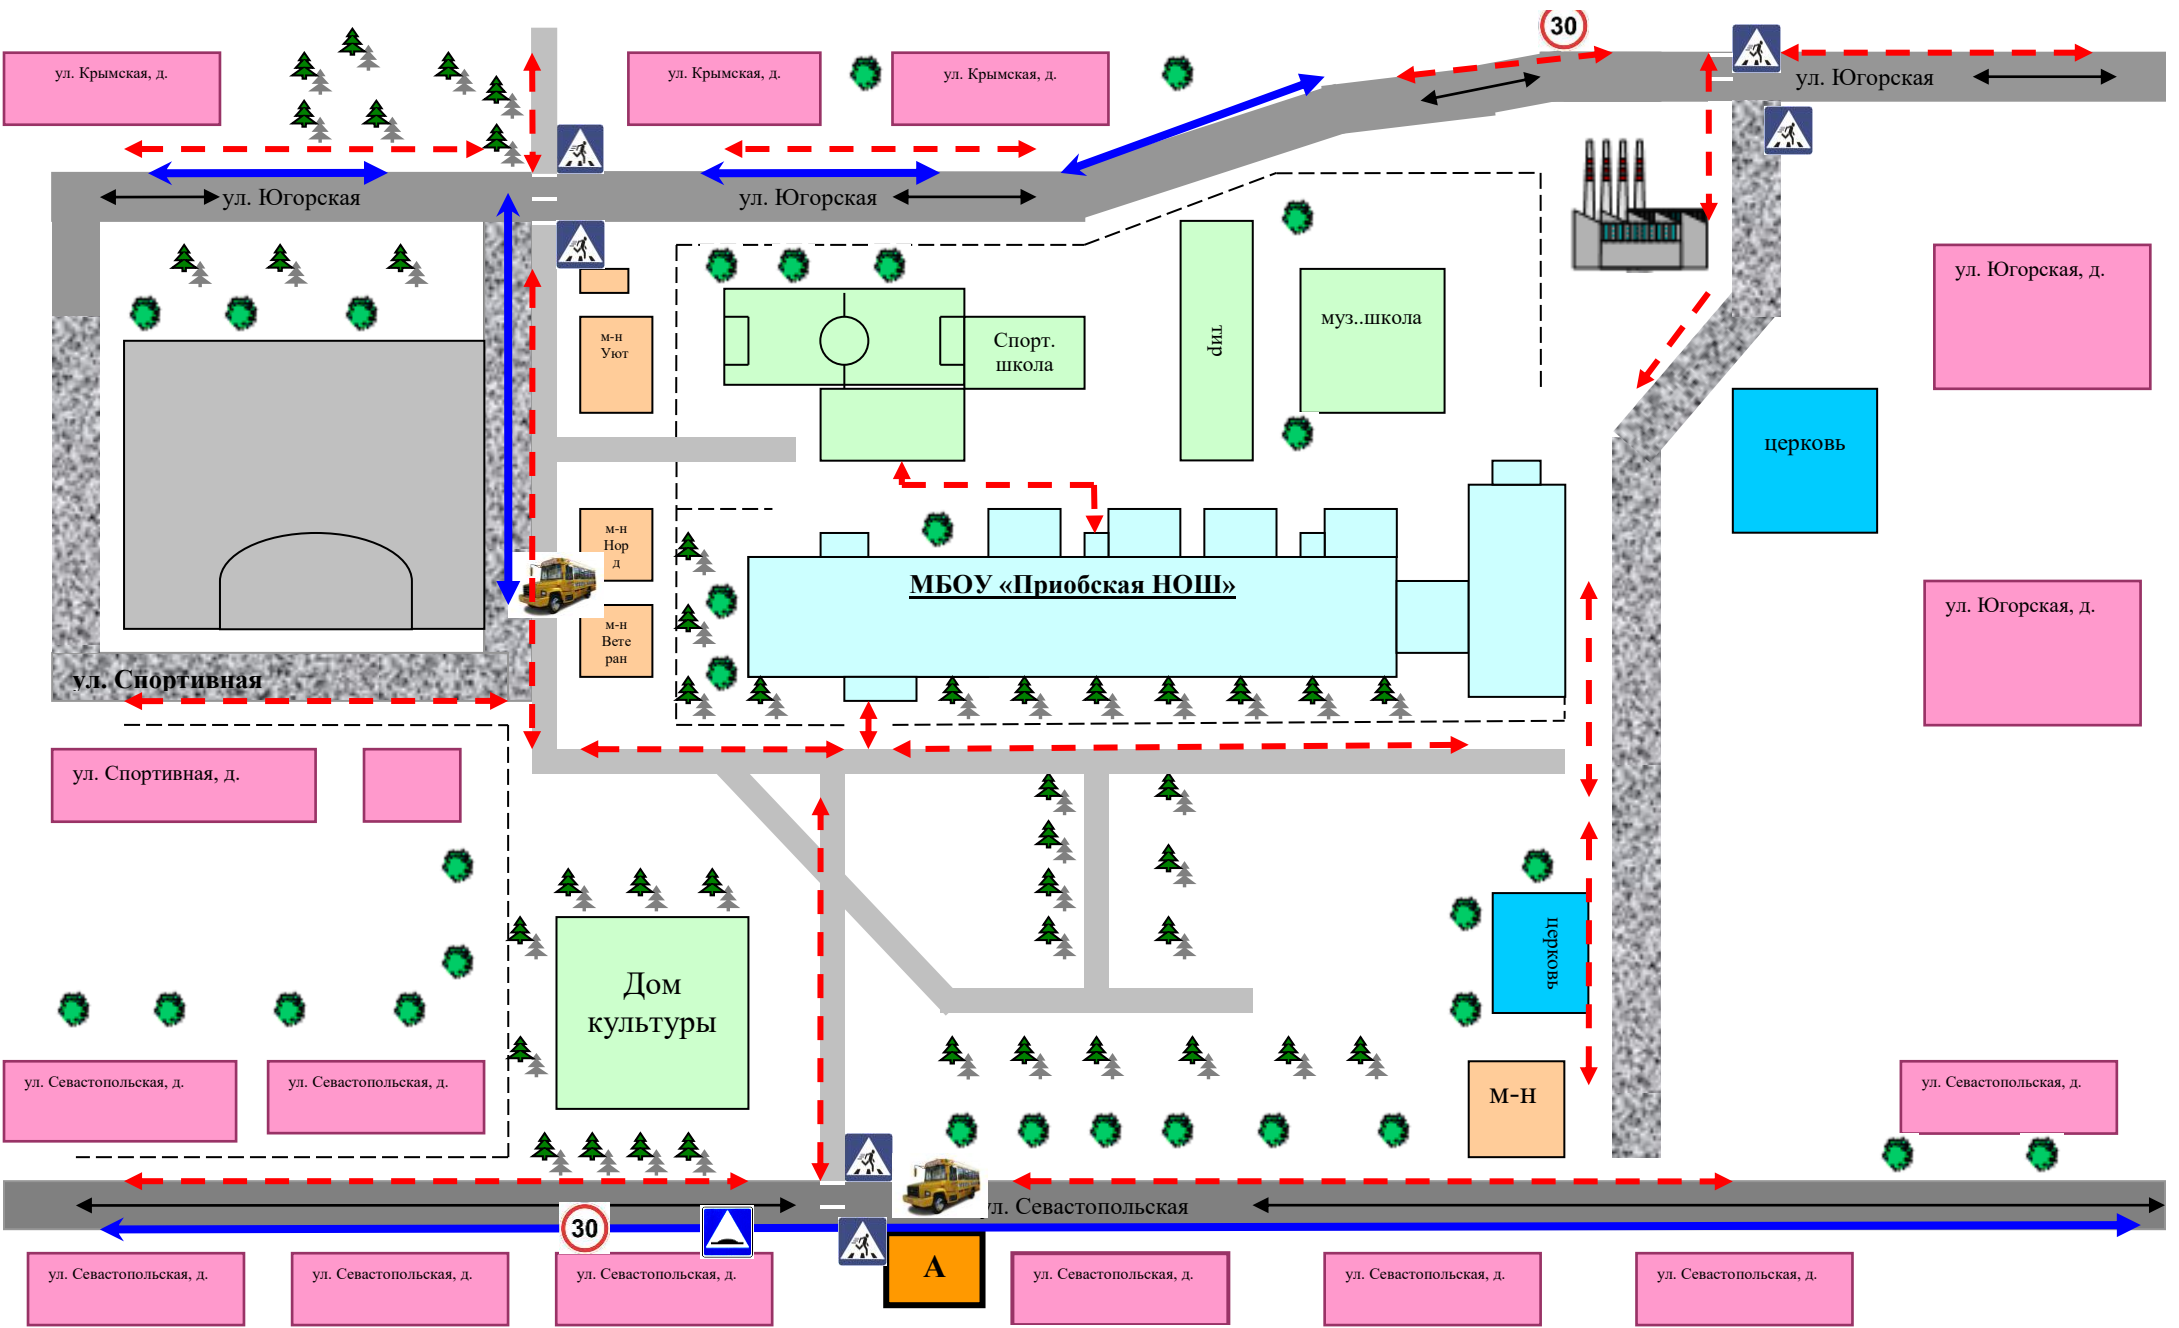 30
ул. Крымская, д.
ул. Крымская, д.
ул. Крымская, д.
ул. Югорская
ул. Югорская
ул. Югорская
ул. Югорская, д.
м-н
Уют
Спорт.
школа
тир
муз..школа
церковь
м-н
Нор
д
МБОУ «Приобская НОШ»
ул. Югорская, д.
м-н
Вете
ран
ул. Спортивная
ул. Спортивная, д.
церковь
Дом
культуры
ул. Севастопольская, д.
ул. Севастопольская, д.
м-н
ул. Севастопольская, д.
ул. Севастопольская
30
ул. Севастопольская, д.
ул. Севастопольская, д.
ул. Севастопольская, д.
А
ул. Севастопольская, д.
ул. Севастопольская, д.
ул. Севастопольская, д.